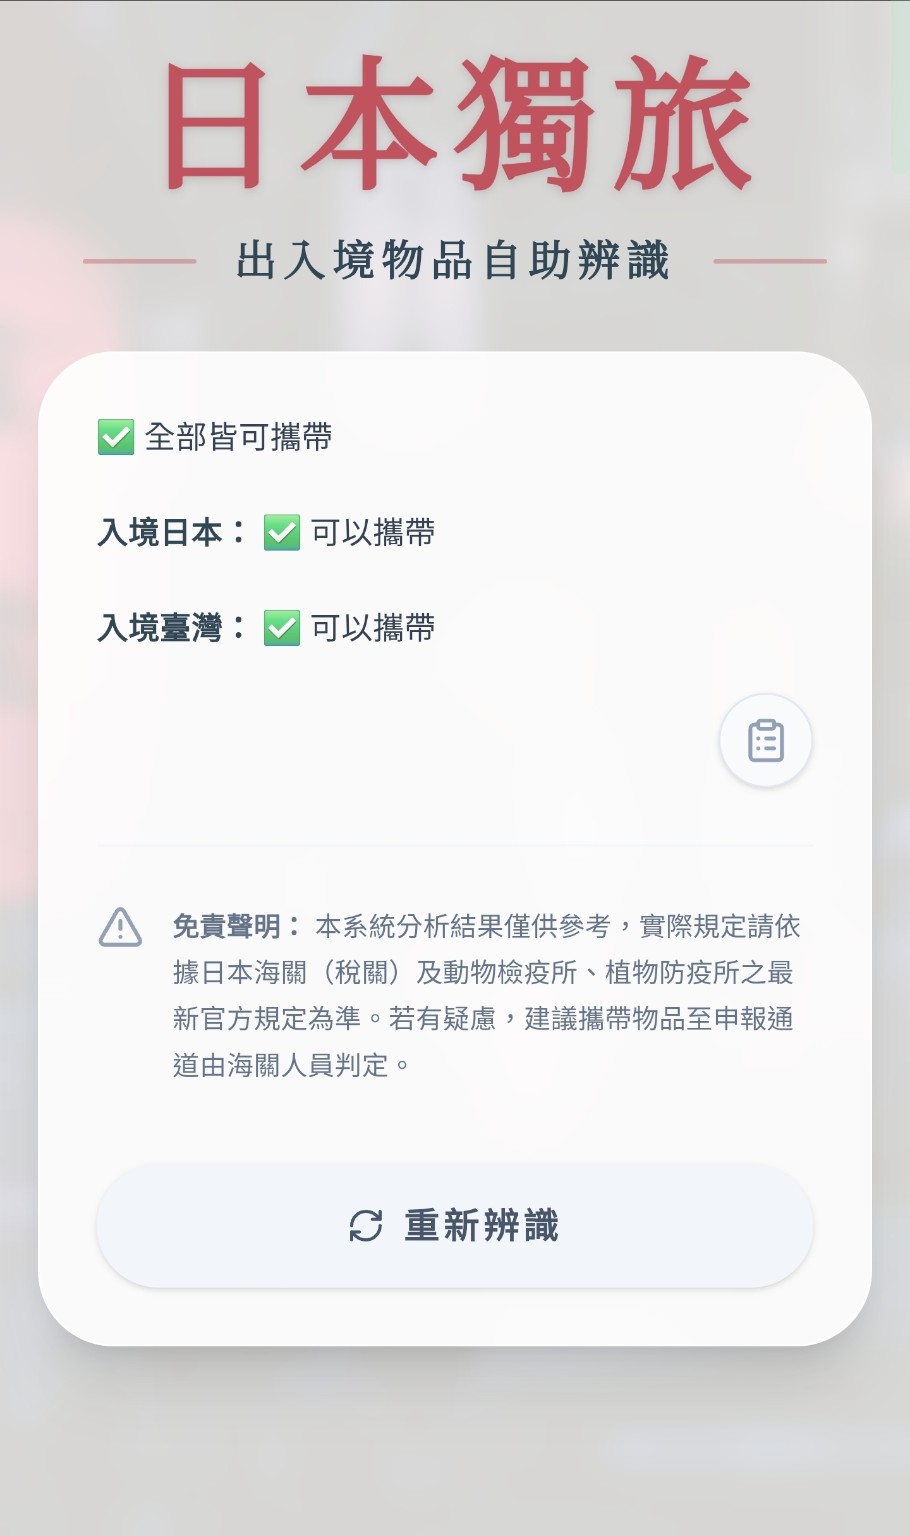 日本獨旅
出入境物品自助辨識
✅ 全部皆可攜帶
入境日本： ✅ 可以攜帶
入境臺灣： ✅ 可以攜帶
免責聲明： 本系統分析結果僅供參考，實際規定請依
據日本海關（稅關）及動物檢疫所、植物防疫所之最
新官方規定為準。若有疑慮，建議攜帶物品至申報通
道由海關人員判定。
重新辨識